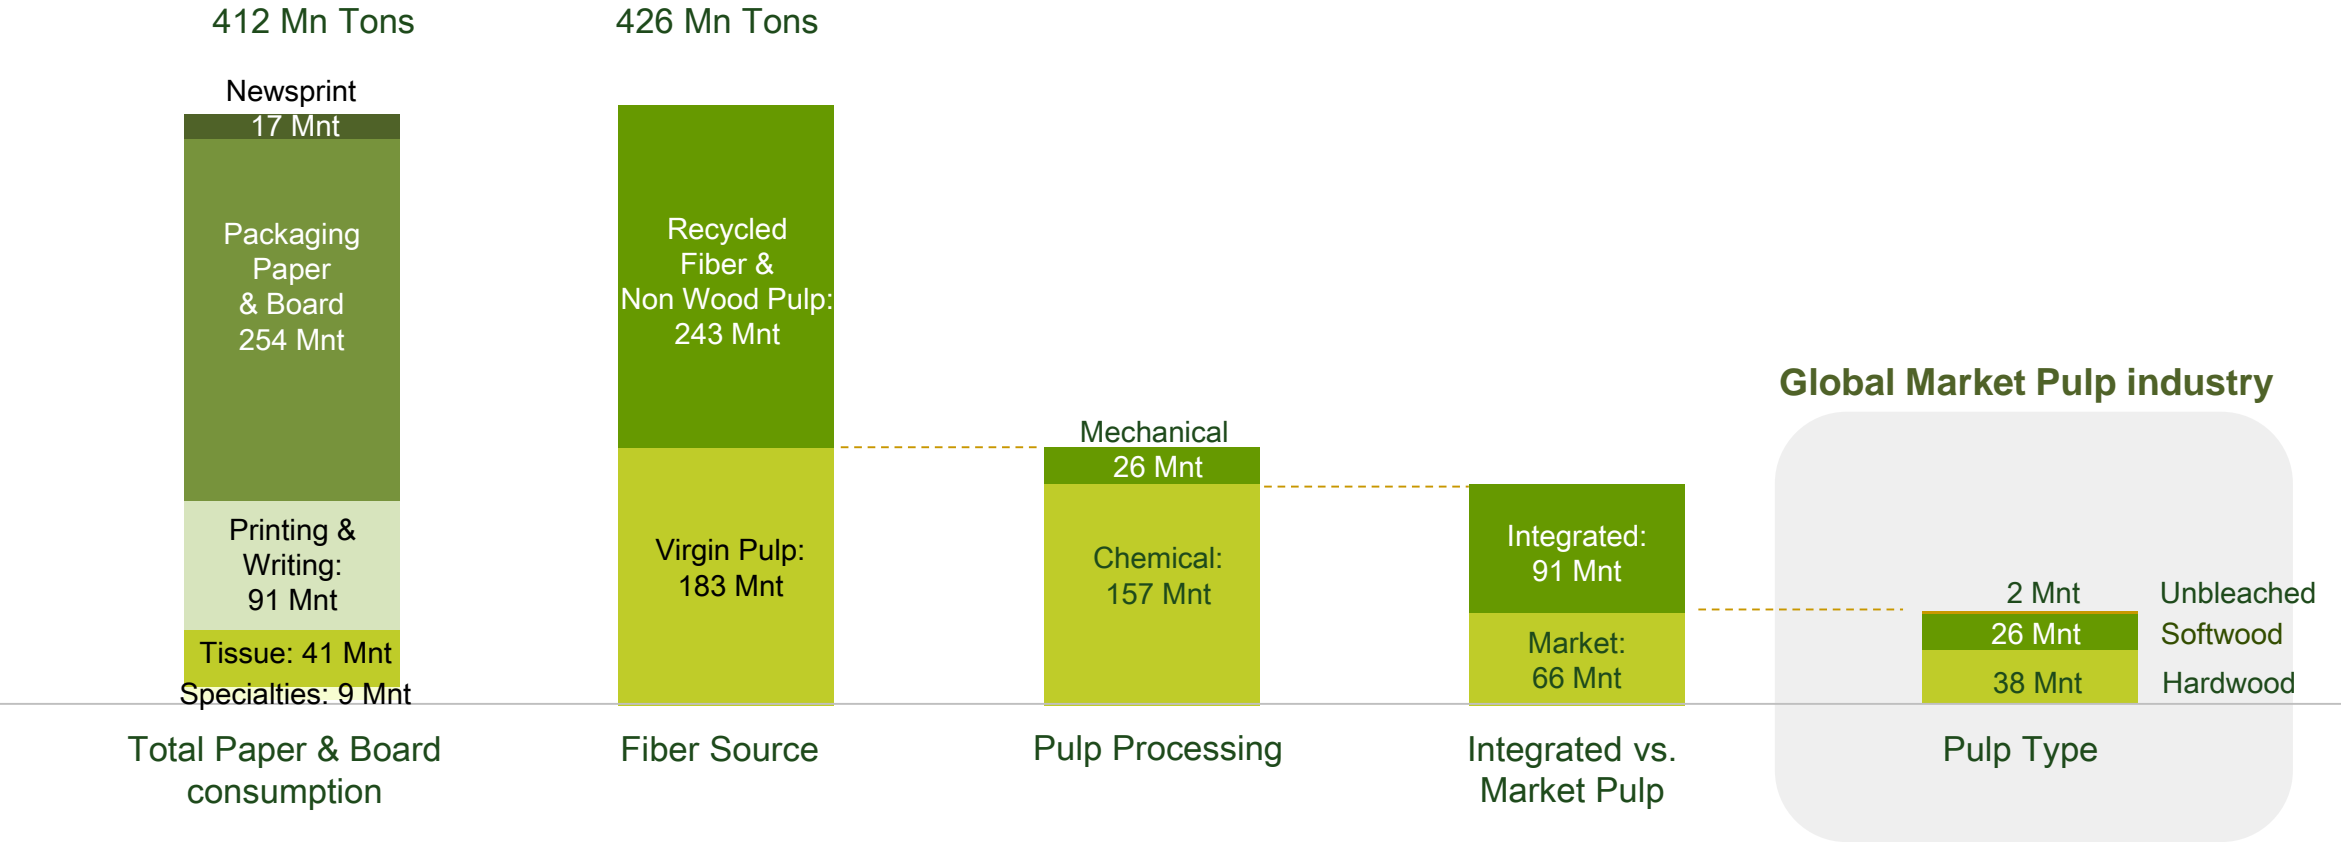 412 Mn Tons
426 Mn Tons
Newsprint
17 Mnt
Packaging
Paper
& Board
254 Mnt
Printing &
Writing:
91 Mnt
Tissue: 41 Mnt
Specialties: 9 Mnt
Total Paper & Board
consumption
Recycled
Fiber &
Non Wood Pulp:
243 Mnt
Virgin Pulp:
183 Mnt
Fiber Source
Mechanical
26 Mnt
Chemical:
157 Mnt
Pulp Processing
Integrated:
91 Mnt
Market:
66 Mnt
Integrated vs.
Market Pulp
Global Market Pulp industry
2 Mnt Unbleached
26 Mnt Softwood
38 Mnt Hardwood
Pulp Type